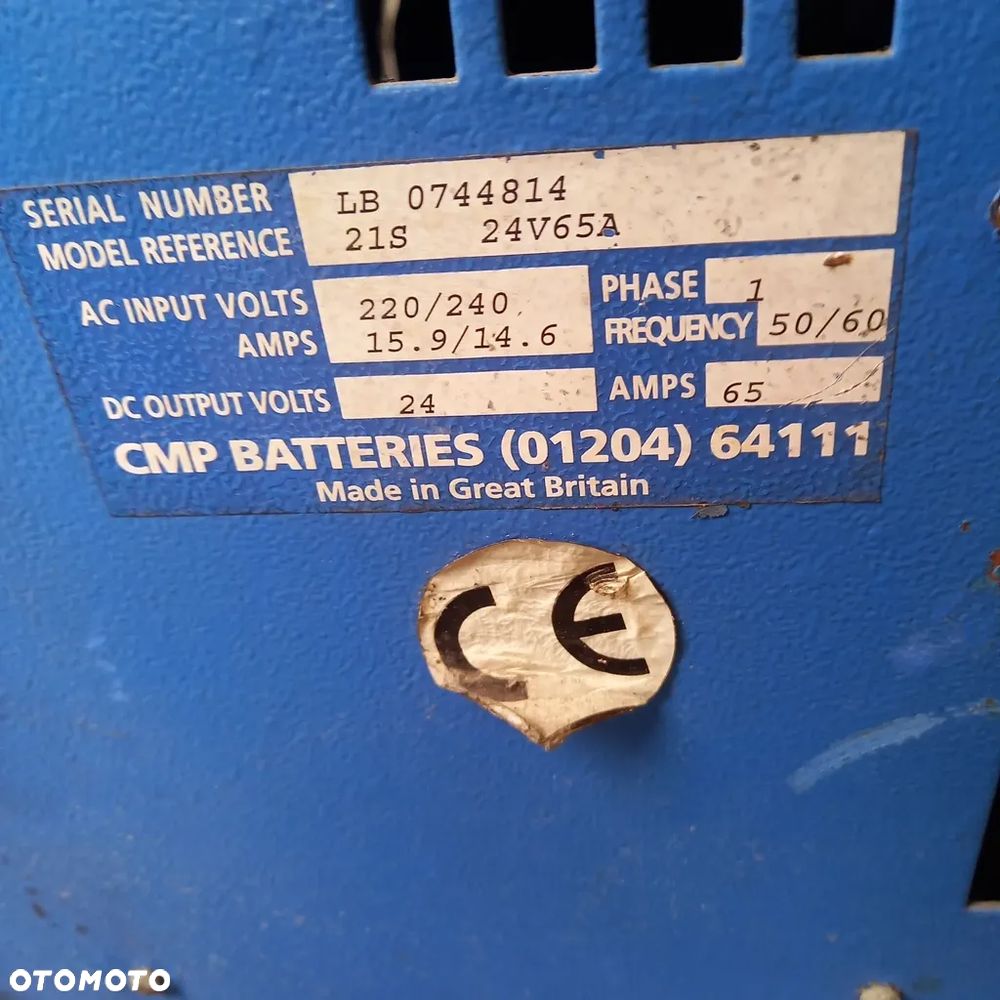 SERIAL NUMBER LB 0744814
MODEL REFERENCE 21S 24V65A
AC INPUT VOLTS 220/240 PHASE 1
AMPS 15.9/14.6 FREQUENCY 50/60
DC OUTPUT VOLTS 24 AMPS 65
CMP BATTERIES (01204) 64111
Made in Great Britain
CE
OTOMOTO